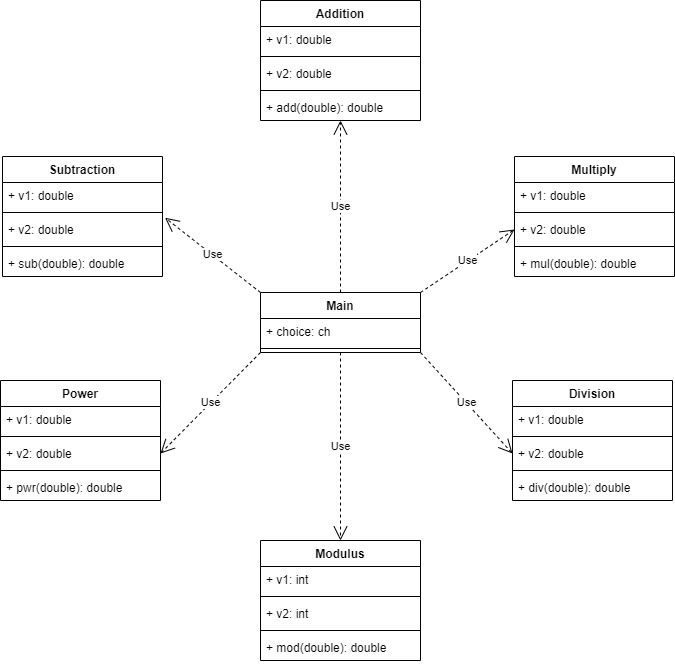 Addition
+ v1: double
+ v2: double
+ add(double): double
Subtraction
+ v1: double
+ v2: double
+ sub(double): double
Multiply
+ v1: double
+ v2: double
+ mul(double): double
Use
Use
Use
Main
+ choice: ch
Power
+ v1: double
+ v2: double
+ pwr(double): double
Use
Use
Use
Division
+ v1: double
+ v2: double
+ div(double): double
Modulus
+ v1: int
+ v2: int
+ mod(double): double